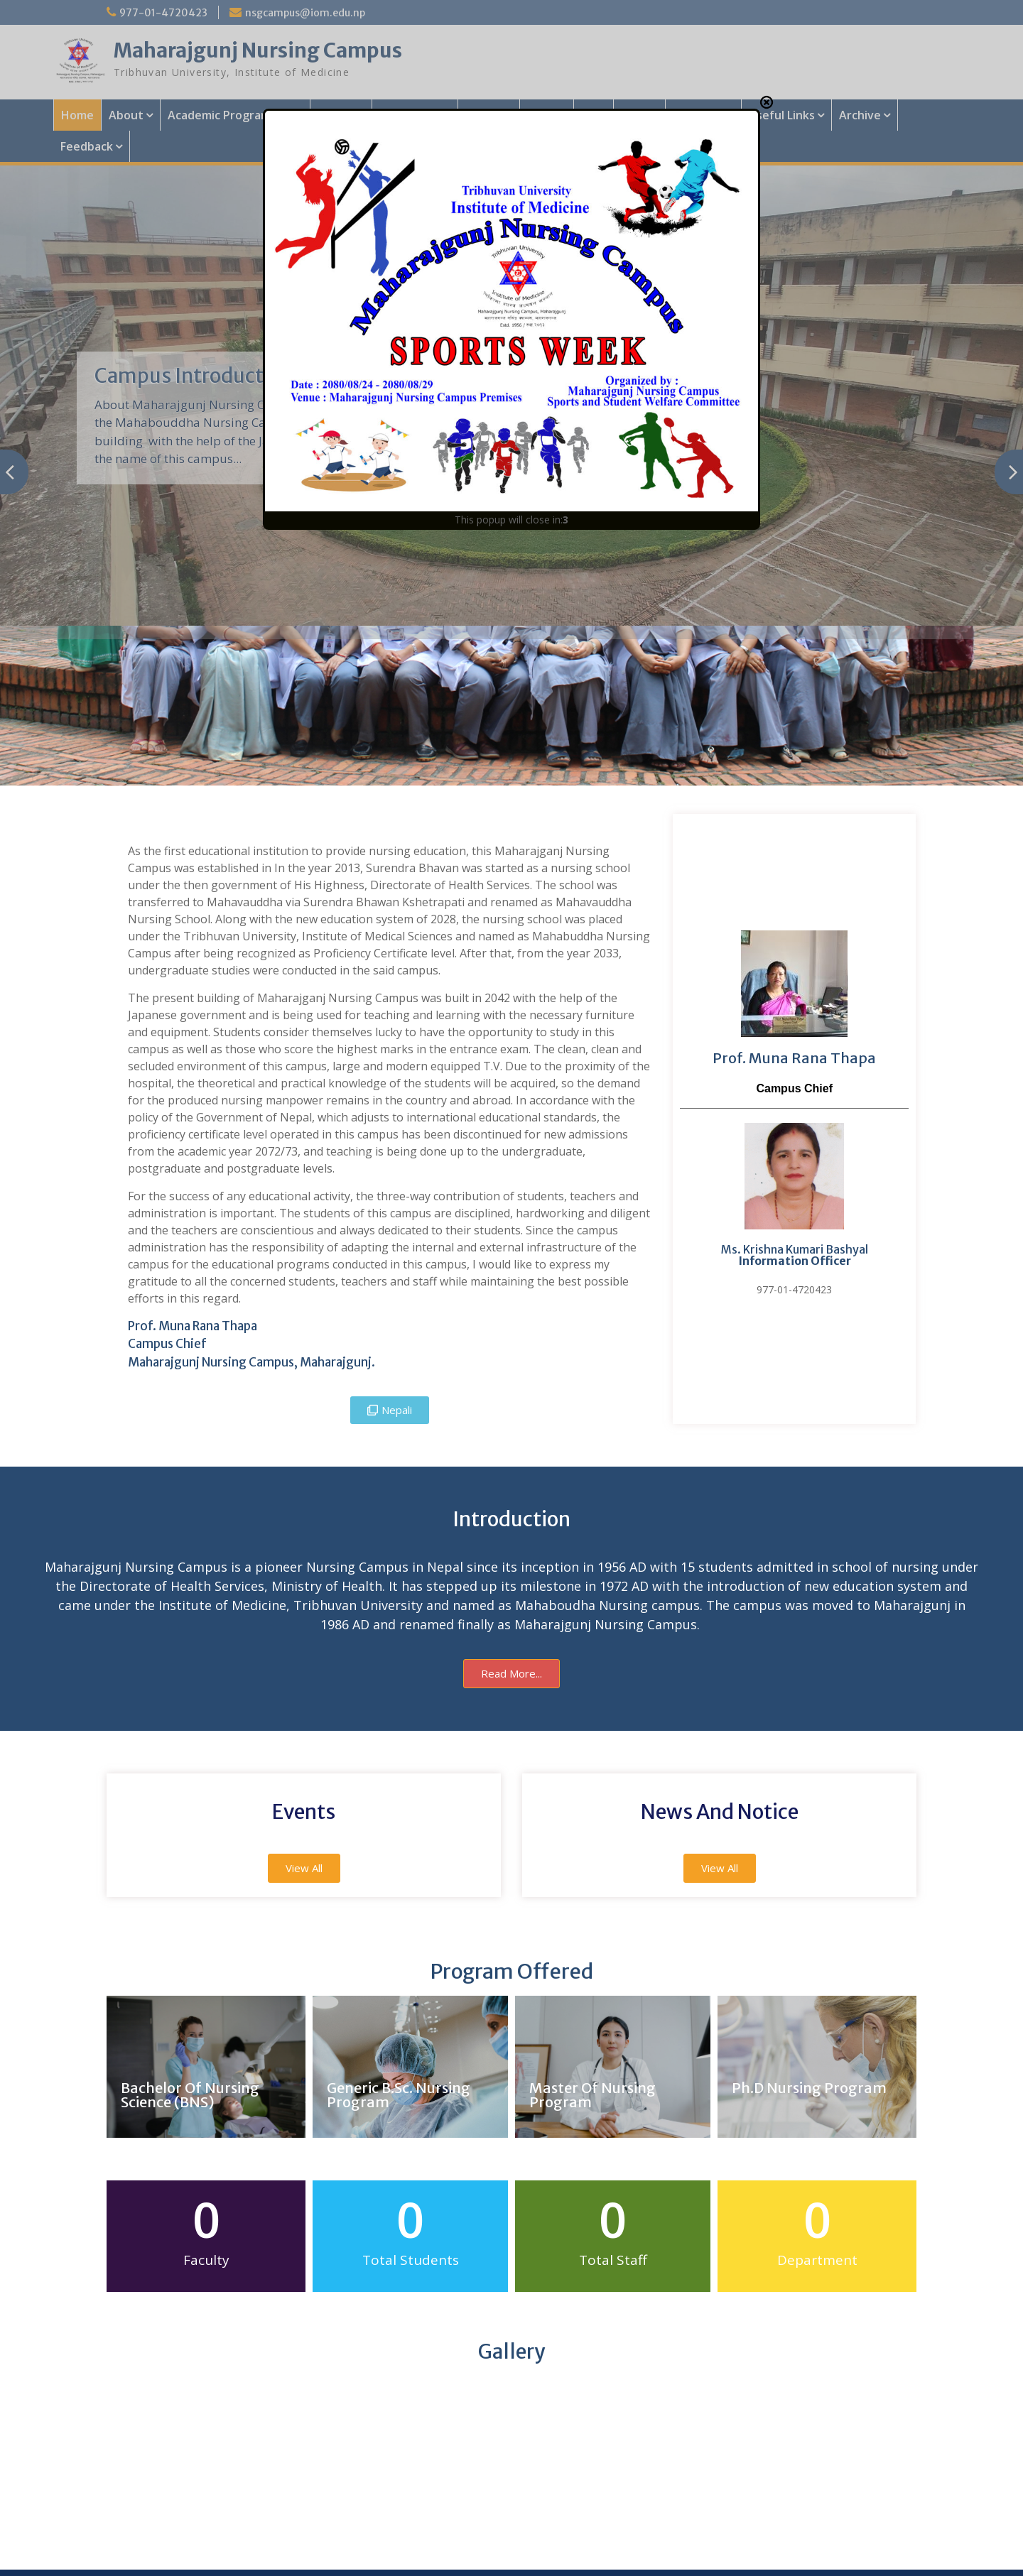 977-01-4720423
nsgcampus@iom.edu.np
Maharajgunj Nursing Campus
Tribhuvan University, Institute of Medicine
Home
About
Academic
Links
Archive
Feedback
Tribhuvan University
Institute of Medicine
Maharajgunj Nursing Campus
Tribhuvan University
Institute of Medicine
Maharajgunj Nursing Campus, Maharajgunj
SPORTS WEEK
Date : 2080/08/24 - 2080/08/29
Venue : Maharajgunj Nursing Campus Premises
Organized by :
Maharajgunj Nursing Campus
Sports and Student Welfare Committee
This popup will close in:3
Campus
About Maharajgunj Nursing
the Mahabouddha Nursing
building with the help of the
the name of this campus...
As the first educational institution to provide nursing education, this Maharajganj Nursing
Campus was established in In the year 2013, Surendra Bhavan was started as a nursing school
under the then government of His Highness, Directorate of Health Services. The school was
transferred to Mahavauddha via Surendra Bhawan Kshetrapati and renamed as Mahavauddha
Nursing School. Along with the new education system of 2028, the nursing school was placed
under the Tribhuvan University, Institute of Medical Sciences and named as Mahabuddha Nursing
Campus after being recognized as Proficiency Certificate level. After that, from the year 2033,
undergraduate studies were conducted in the said campus.
The present building of Maharajganj Nursing Campus was built in 2042 with the help of the
Japanese government and is being used for teaching and learning with the necessary furniture
and equipment. Students consider themselves lucky to have the opportunity to study in this
campus as well as those who score the highest marks in the entrance exam. The clean, clean and
secluded environment of this campus, large and modern equipped T.V. Due to the proximity of the
hospital, the theoretical and practical knowledge of the students will be acquired, so the demand
for the produced nursing manpower remains in the country and abroad. In accordance with the
policy of the Government of Nepal, which adjusts to international educational standards, the
proficiency certificate level operated in this campus has been discontinued for new admissions
from the academic year 2072/73, and teaching is being done up to the undergraduate,
postgraduate and postgraduate levels.
For the success of any educational activity, the three-way contribution of students, teachers and
administration is important. The students of this campus are disciplined, hardworking and diligent
and the teachers are conscientious and always dedicated to their students. Since the campus
administration has the responsibility of adapting the internal and external infrastructure of the
campus for the educational programs conducted in this campus, I would like to express my
gratitude to all the concerned students, teachers and staff while maintaining the best possible
efforts in this regard.
Prof. Muna Rana Thapa
Campus Chief
Maharajgunj Nursing Campus, Maharajgunj.
Nepali
Prof. Muna Rana Thapa
Campus Chief
Ms. Krishna Kumari Bashyal
Information Officer
977-01-4720423
Introduction
Maharajgunj Nursing Campus is a pioneer Nursing Campus in Nepal since its inception in 1956 AD with 15 students admitted in school of nursing under
the Directorate of Health Services, Ministry of Health. It has stepped up its milestone in 1972 AD with the introduction of new education system and
came under the Institute of Medicine, Tribhuvan University and named as Mahaboudha Nursing campus. The campus was moved to Maharajgunj in
1986 AD and renamed finally as Maharajgunj Nursing Campus.
Read More...
Events
View All
News And Notice
View All
Program Offered
Bachelor Of Nursing
Science (BNS)
Generic B.Sc. Nursing
Program
Master Of Nursing
Program
Ph.D Nursing Program
0
Faculty
0
Total Students
0
Total Staff
0
Department
Gallery